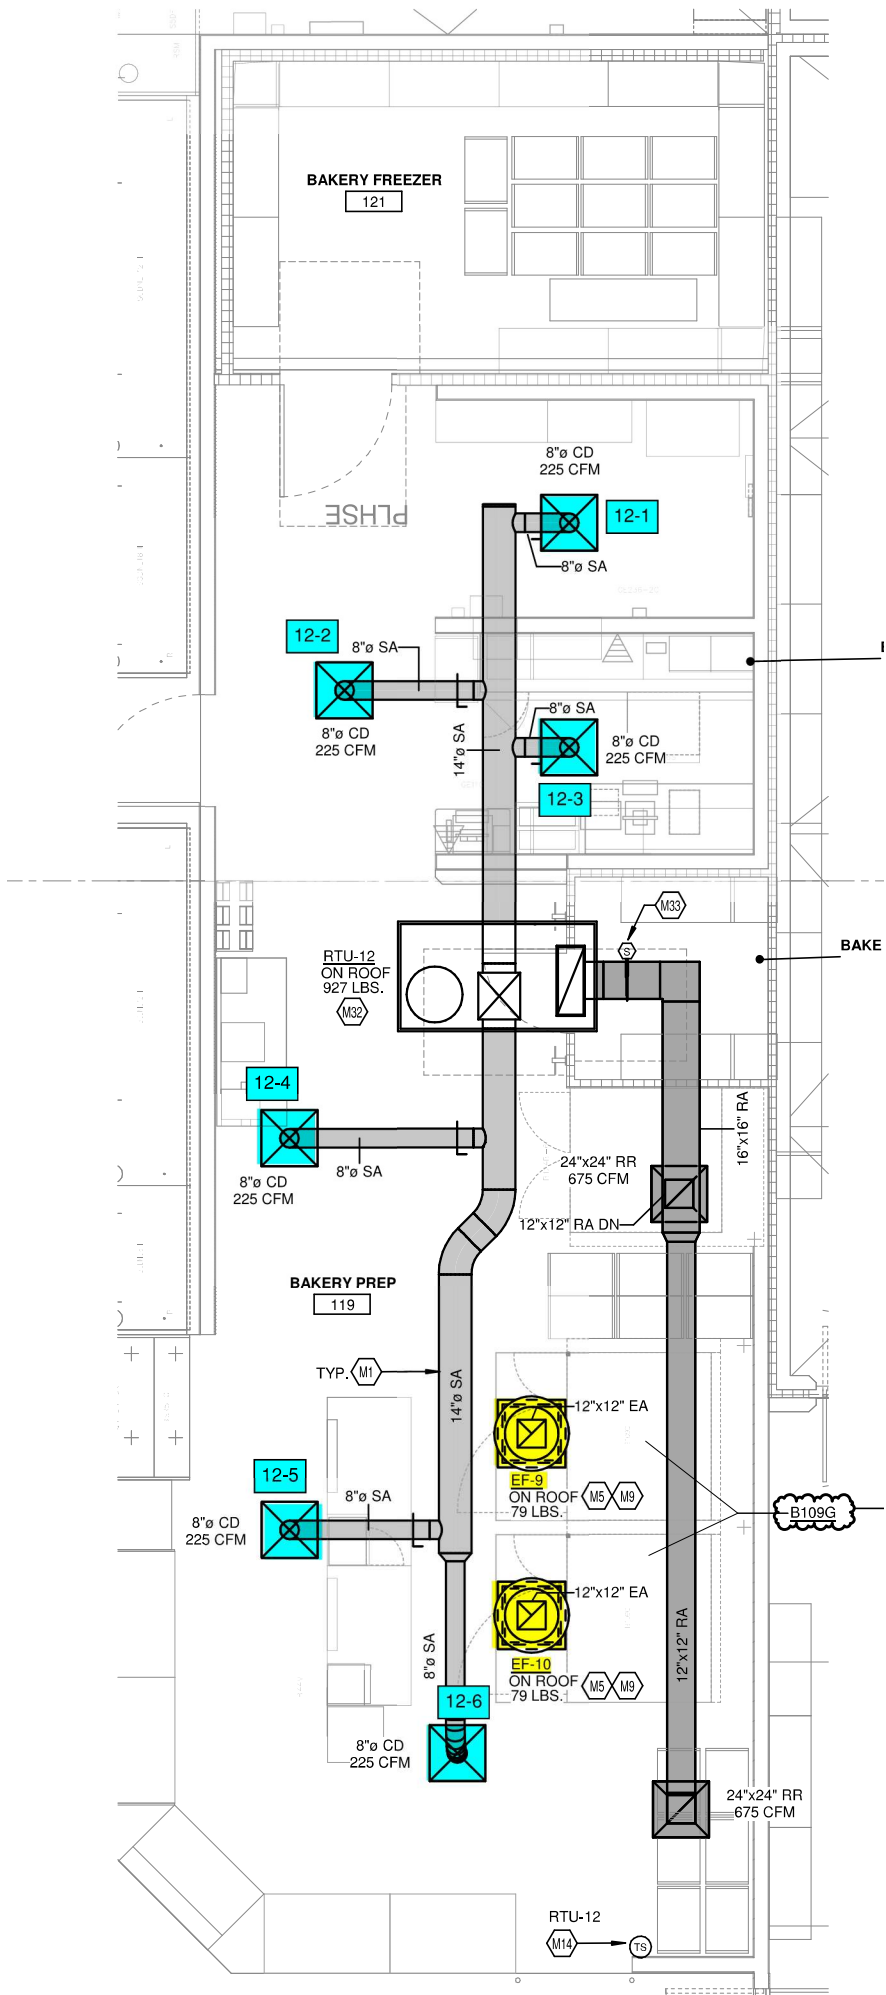 BAKERY FREEZER
121
8"ø CD
225 CFM
12-1
PLHSE
8"ø SA
12-2
8"ø SA
8"ø SA
8"ø CD
225 CFM
14"ø SA
8"ø CD
225 CFM
12-3
M33
S
BAKE
RTU-12
ON ROOF
927 LBS.
M32
12-4
16"x16" RA
8"ø CD
225 CFM
8"ø SA
24"x24" RR
675 CFM
12"x12" RA DN
BAKERY PREP
119
TYP. M1
14"ø SA
12"x12" EA
EF-9
ON ROOF
79 LBS.
M5 M9
12-5
8"ø SA
8"ø CD
225 CFM
B109G
12"x12" EA
8"ø SA
12"x12" RA
EF-10
ON ROOF
79 LBS.
M5 M9
12-6
8"ø CD
225 CFM
24"x24" RR
675 CFM
RTU-12
M14
TS